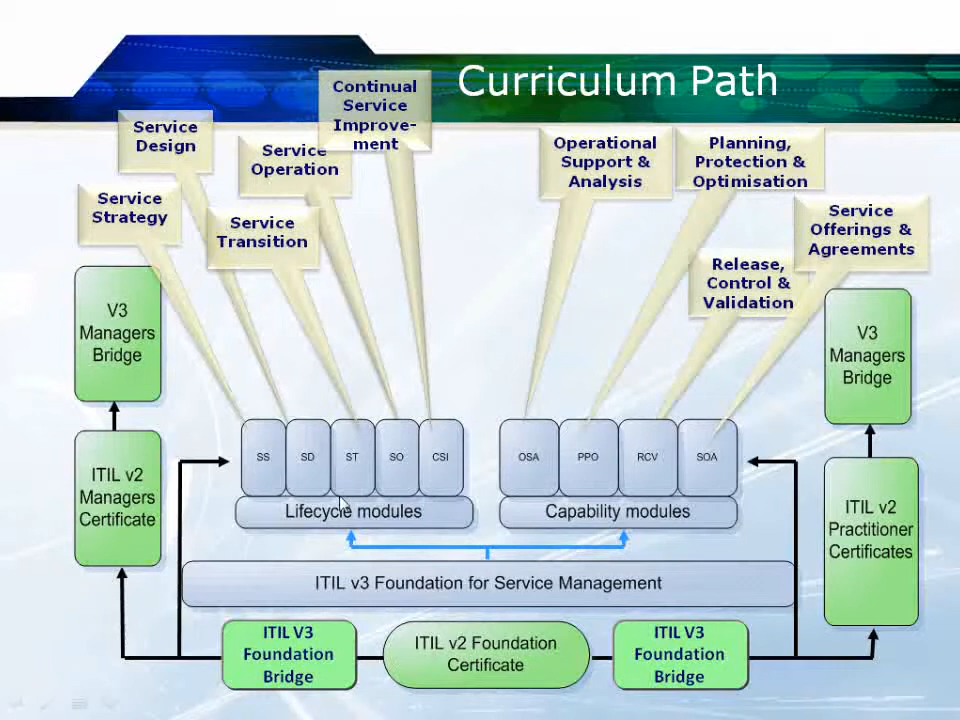 Curriculum Path
Continual
Service
Improve-
ment
Service
Design
Service
Operation
Service
Strategy
Service
Transition
Operational
Support &
Analysis
Planning,
Protection &
Optimisation
Service
Offerings &
Agreements
Release,
Control &
Validation
V3
Managers
Bridge
V3
Managers
Bridge
SS
SD
ST
SO
CSI
OSA
PPO
RCV
SOA
Lifecycle modules
Capability modules
ITIL v2
Managers
Certificate
ITIL v2
Practitioner
Certificates
ITIL v3 Foundation for Service Management
ITIL V3
Foundation
Bridge
ITIL v2 Foundation
Certificate
ITIL V3
Foundation
Bridge